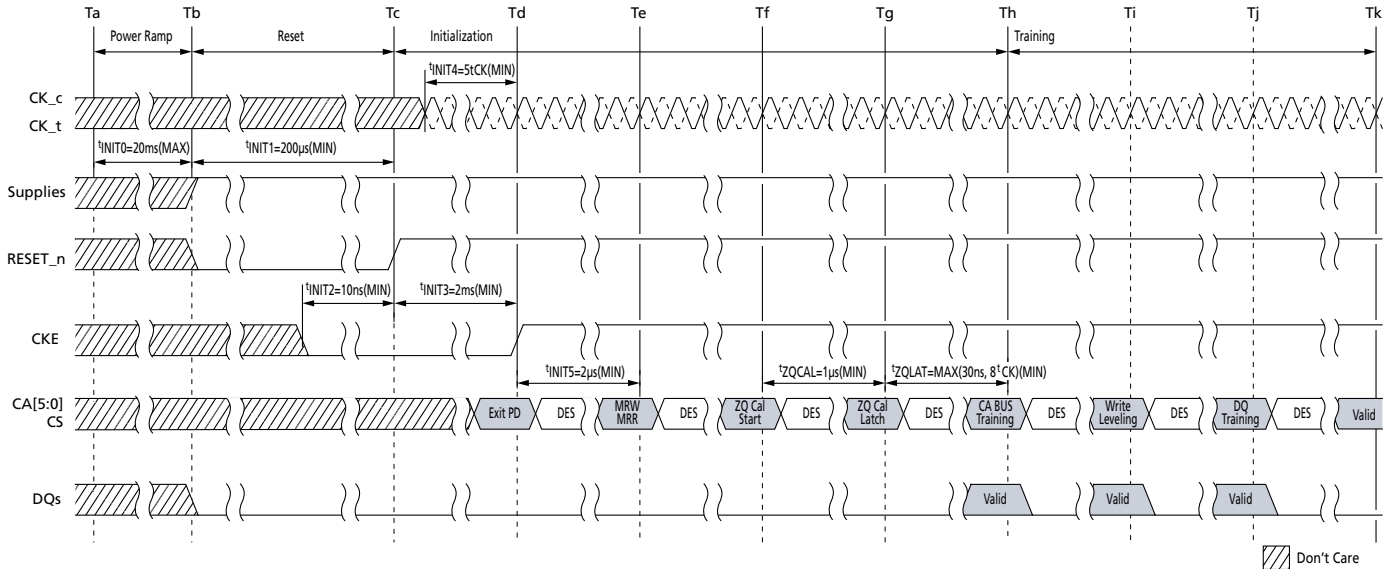 Ta Tb Tc Td Te Tf Tg Th Ti Tj Tk
Power Ramp Reset Initialization Training
tINIT4=5tCK(MIN)
CK_c
CK_t
tINIT0=20ms(MAX) tINIT1=200µs(MIN)
Supplies
RESET_n
tINIT2=10ns(MIN) tINIT3=2ms(MIN)
CKE
tINIT5=2µs(MIN) tZQCAL=1µs(MIN) tZQLAT=MAX(30ns, 8tCK)(MIN)
CA[5:0]
CS
Exit PD DES MRW
MRR DES ZQ Cal
Start DES ZQ Cal
Latch DES CA BUS
Training DES Write
Leveling DES DQ
Training DES Valid
DQs Valid Valid Valid
Don't Care